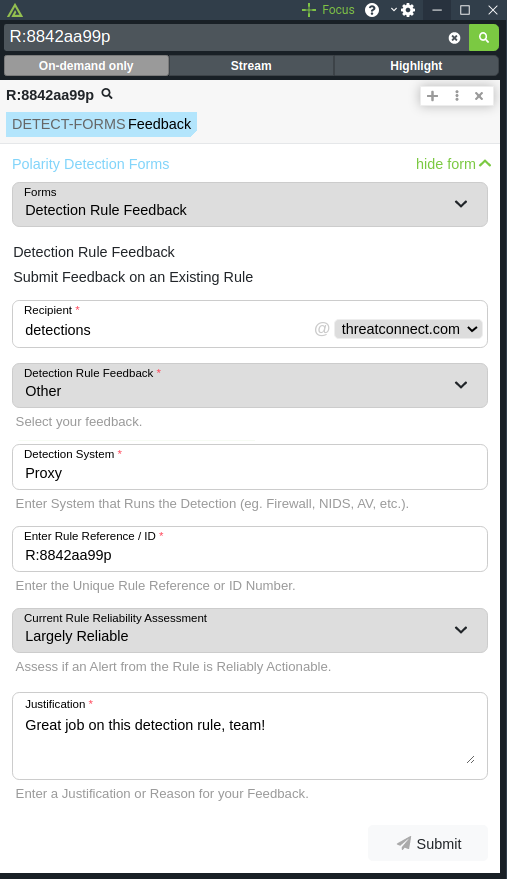 Focus
R:8842aa99p
On-demand only Stream Highlight
R:8842aa99p
DETECT-FORMS Feedback
Polarity Detection Forms hide form
Forms
Detection Rule Feedback
Detection Rule Feedback
Submit Feedback on an Existing Rule
Recipient *
detections @ threatconnect.com
Detection Rule Feedback *
Other
Select your feedback.
Detection System *
Proxy
Enter System that Runs the Detection (eg. Firewall, NIDS, AV, etc.).
Enter Rule Reference / ID *
R:8842aa99p
Enter the Unique Rule Reference or ID Number.
Current Rule Reliability Assessment
Largely Reliable
Assess if an Alert from the Rule is Reliably Actionable.
Justification *
Great job on this detection rule, team!
Enter a Justification or Reason for your Feedback.
Submit